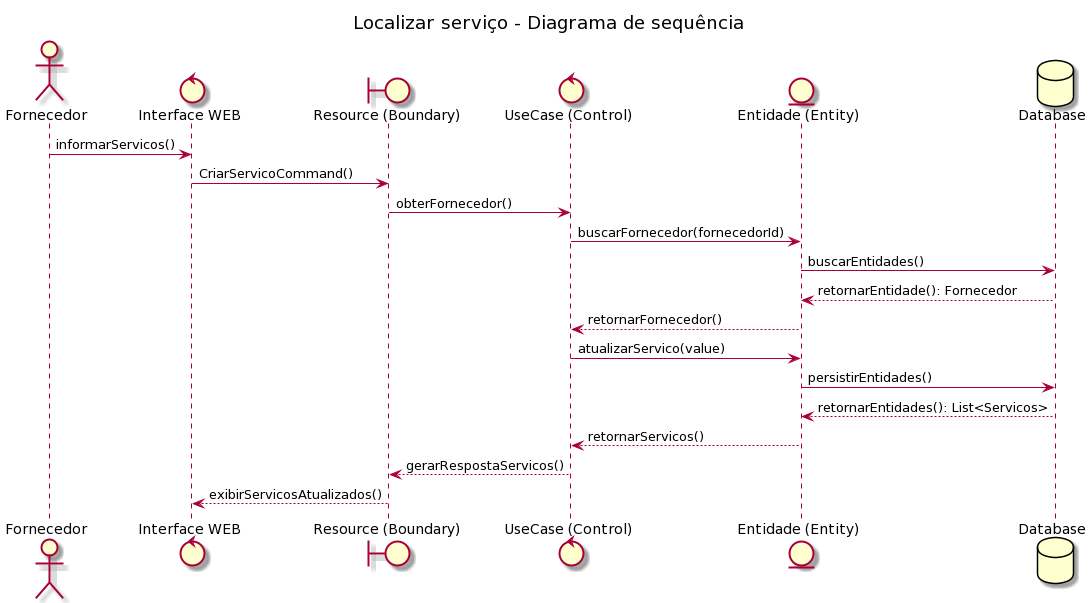 Localizar serviço - Diagrama de sequência
Fornecedor
Interface WEB
Resource (Boundary)
UseCase (Control)
Entidade (Entity)
Database
informarServicos()
CriarServicoCommand()
obterFornecedor()
buscarFornecedor(fornecedorId)
buscarEntidades()
retornarEntidade(): Fornecedor
retornarFornecedor()
atualizarServico(value)
persistirEntidades()
retornarEntidades(): List<Servicos>
retornarServicos()
gerarRespostaServicos()
exibirServicosAtualizados()
Fornecedor
Interface WEB
Resource (Boundary)
UseCase (Control)
Entidade (Entity)
Database